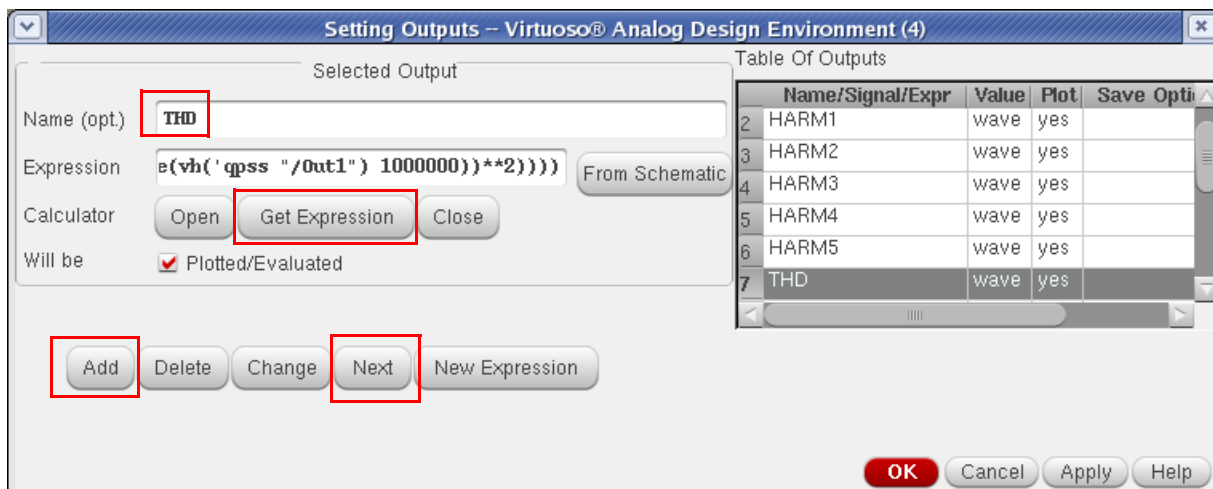 Setting Outputs -- Virtuoso® Analog Design Environment (4)
Selected Output
Name (opt.) THD
Expression e(vh('qpss "/Out1") 1000000))**2)))) From Schematic
Calculator Open Get Expression Close
Will be Plotted/Evaluated
Add Delete Change Next New Expression
Table Of Outputs
Name/Signal/Expr Value Plot Save Opti
2 HARM1 wave yes
3 HARM2 wave yes
4 HARM3 wave yes
5 HARM4 wave yes
6 HARM5 wave yes
7 THD wave yes
OK Cancel Apply Help